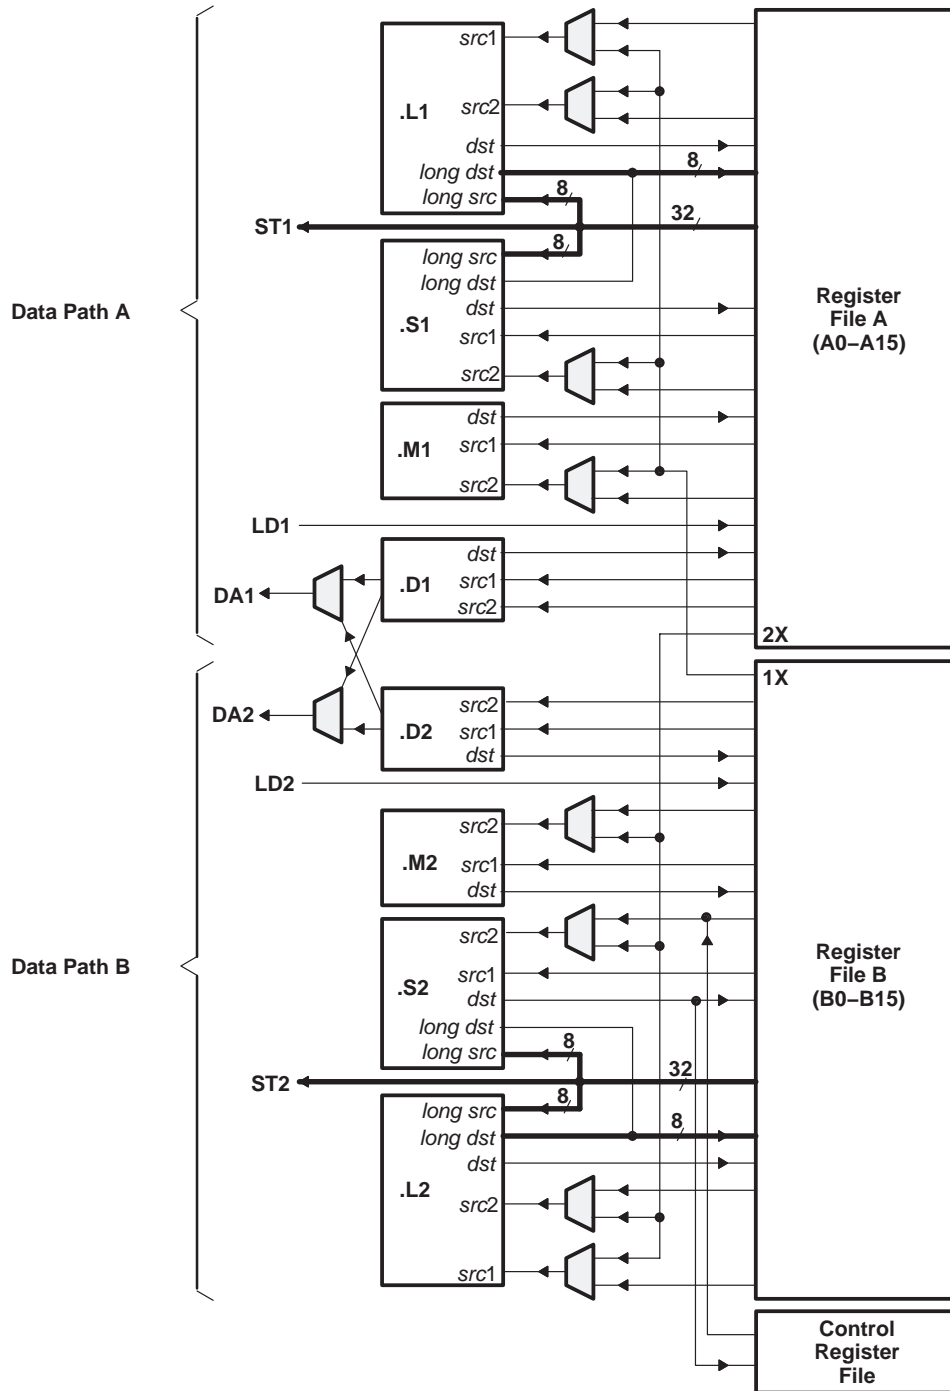 src1
.L1
src2
dst
long dst
8
long src
8
ST1
32
8
long src
long dst
dst
.S1
src1
src2
Data Path A
Register
File A
(A0–A15)
dst
.M1
src1
src2
LD1
dst
.D1
src1
src2
DA1
2X
1X
DA2
src2
.D2
src1
dst
LD2
src2
.M2
src1
dst
src2
.S2
src1
dst
long dst
long src
8
Data Path B
Register
File B
(B0–B15)
ST2
32
8
long src
long dst
8
dst
.L2
src2
src1
Control
Register
File